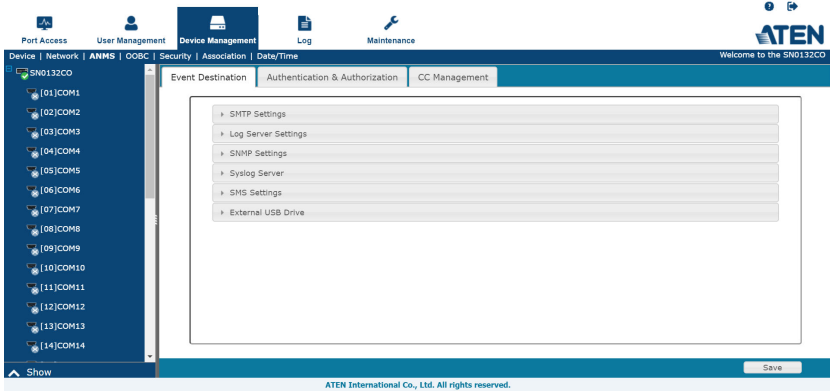 Port Access User Management Device Management Log Maintenance
ATEN
Device | Network | ANMS | OOBC | Security | Association | Date/Time
Welcome to the SN0132CO
SN0132CO
[01]COM1
[02]COM2
[03]COM3
[04]COM4
[05]COM5
[06]COM6
[07]COM7
[08]COM8
[09]COM9
[10]COM10
[11]COM11
[12]COM12
[13]COM13
[14]COM14
Show
Event Destination Authentication & Authorization CC Management
SMTP Settings
Log Server Settings
SNMP Settings
Syslog Server
SMS Settings
External USB Drive
Save
ATEN International Co., Ltd. All rights reserved.